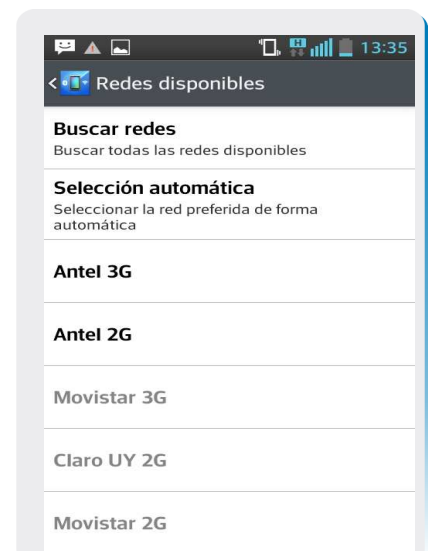 H 13:35
Redes disponibles
Buscar redes
Buscar todas las redes disponibles
Selección automática
Seleccionar la red preferida de forma
automática
Antel 3G
Antel 2G
Movistar 3G
Claro UY 2G
Movistar 2G